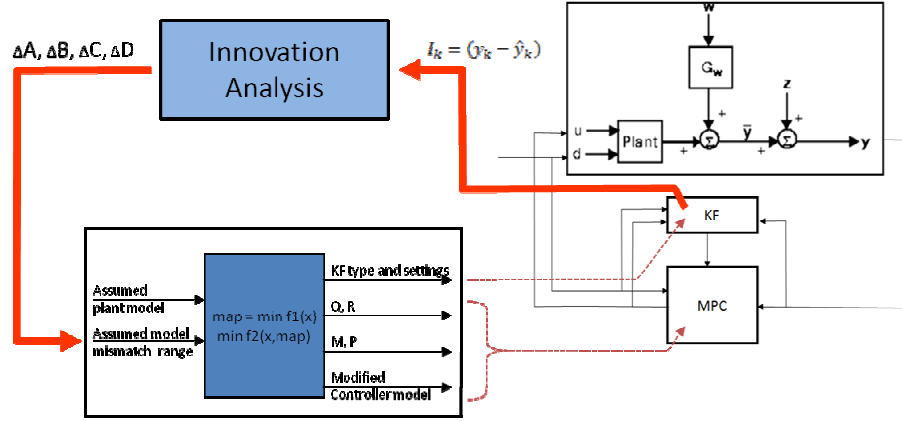 ΔA, ΔB, ΔC, ΔD
Innovation
Analysis
I_k = (y_k - ŷ_k)
w
G_w
z
+
+
u
d
Plant
+
Σ
ȳ
+
Σ
y
KF
MPC
Assumed
plant model
Assumed model
mismatch range
map = min f1(x)
min f2(x,map)
KF type and settings
Q, R
M, P
Modified
Controller model